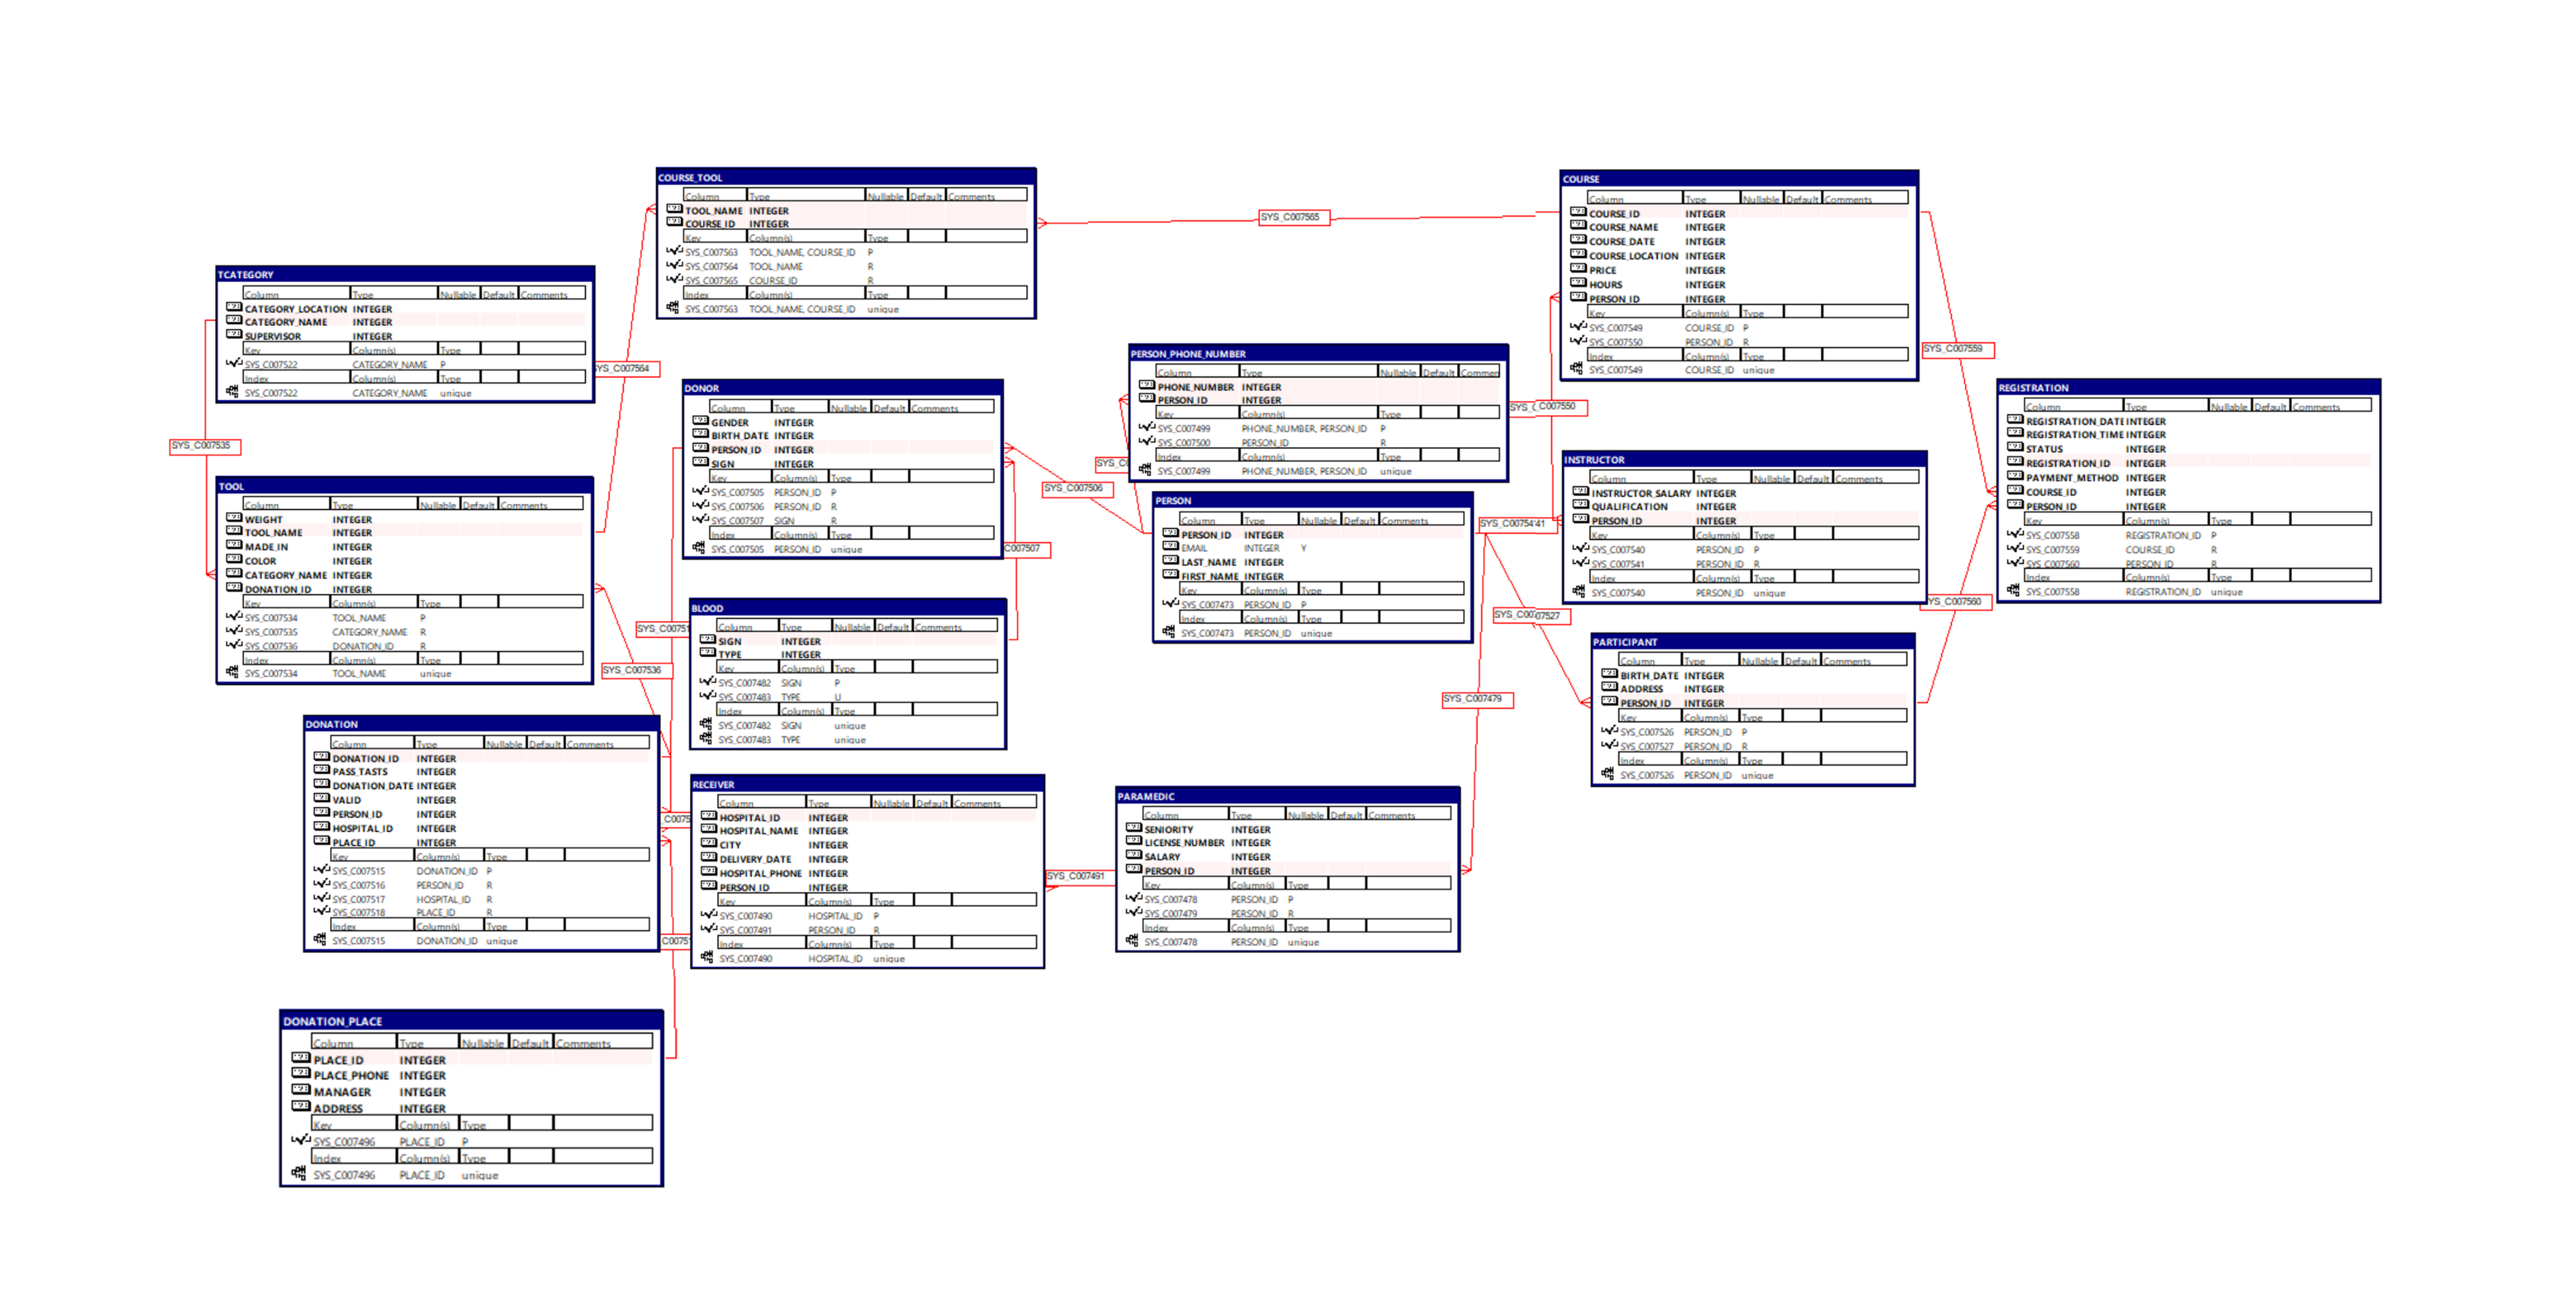 COURSE_TOOL
Column Type Nullable Default Comments
TOOL_NAME INTEGER
COURSE_ID INTEGER
Key Column(s) Type
SYS_C007563 TOOL_NAME, COURSE_ID P
SYS_C007564 TOOL_NAME R
SYS_C007565 COURSE_ID R
Index Column(s) Type
SYS_C007563 TOOL_NAME, COURSE_ID unique
SYS_C007565
COURSE
Column Type Nullable Default Comments
COURSE_ID INTEGER
COURSE_NAME INTEGER
COURSE_DATE INTEGER
COURSE_LOCATION INTEGER
PRICE INTEGER
HOURS INTEGER
PERSON_ID INTEGER
Key Column(s) Type
SYS_C007549 COURSE_ID P
SYS_C007550 PERSON_ID R
Index Column(s) Type
SYS_C007549 COURSE_ID unique
SYS_C007559
TCATEGORY
Column Type Nullable Default Comments
CATEGORY_LOCATION INTEGER
CATEGORY_NAME INTEGER
SUPERVISOR INTEGER
Key Column(s) Type
SYS_C007522 CATEGORY_NAME P
Index Column(s) Type
SYS_C007522 CATEGORY_NAME unique
SYS_C007564
SYS_C007535
DONOR
Column Type Nullable Default Comments
GENDER INTEGER
BIRTH_DATE INTEGER
PERSON_ID INTEGER
SIGN INTEGER
Key Column(s) Type
SYS_C007505 PERSON_ID P
SYS_C007506 PERSON_ID R
SYS_C007507 SIGN R
Index Column(s) Type
SYS_C007505 PERSON_ID unique
SYS_C007506
C007507
PERSON_PHONE_NUMBER
Column Type Nullable Default Commen
PHONE_NUMBER INTEGER
PERSON_ID INTEGER
Key Column(s) Type
SYS_C007499 PHONE_NUMBER, PERSON_ID P
SYS_C007500 PERSON_ID R
Index Column(s) Type
SYS_C007499 PHONE_NUMBER, PERSON_ID unique
SYS_C
SYS_C
C007550
REGISTRATION
Column Type Nullable Default Comments
REGISTRATION_DATE INTEGER
REGISTRATION_TIME INTEGER
STATUS INTEGER
REGISTRATION_ID INTEGER
PAYMENT_METHOD INTEGER
COURSE_ID INTEGER
PERSON_ID INTEGER
Key Column(s) Type
SYS_C007558 REGISTRATION_ID P
SYS_C007559 COURSE_ID R
SYS_C007560 PERSON_ID R
Index Column(s) Type
SYS_C007558 REGISTRATION_ID unique
INSTRUCTOR
Column Type Nullable Default Comments
INSTRUCTOR_SALARY INTEGER
QUALIFICATION INTEGER
PERSON_ID INTEGER
Key Column(s) Type
SYS_C007540 PERSON_ID P
SYS_C007541 PERSON_ID R
Index Column(s) Type
SYS_C007540 PERSON_ID unique
SYS_C007560
TOOL
Column Type Nullable Default Comments
WEIGHT INTEGER
TOOL_NAME INTEGER
MADE_IN INTEGER
COLOR INTEGER
CATEGORY_NAME INTEGER
DONATION_ID INTEGER
Key Column(s) Type
SYS_C007534 TOOL_NAME P
SYS_C007535 CATEGORY_NAME R
SYS_C007536 DONATION_ID R
Index Column(s) Type
SYS_C007534 TOOL_NAME unique
SYS_C007536
PERSON
Column Type Nullable Default Comments
PERSON_ID INTEGER
EMAIL INTEGER Y
LAST_NAME INTEGER
FIRST_NAME INTEGER
Key Column(s) Type
SYS_C007473 PERSON_ID P
Index Column(s) Type
SYS_C007473 PERSON_ID unique
07527
SYS_C007479
BLOOD
Column Type Nullable Default Comments
SIGN INTEGER
TYPE INTEGER
Key Column(s) Type
SYS_C007482 SIGN P
SYS_C007483 TYPE U
Index Column(s) Type
SYS_C007482 SIGN unique
SYS_C007483 TYPE unique
SYS_C00751
PARTICIPANT
Column Type Nullable Default Comments
BIRTH_DATE INTEGER
ADDRESS INTEGER
PERSON_ID INTEGER
Key Column(s) Type
SYS_C007526 PERSON_ID P
SYS_C007527 PERSON_ID R
Index Column(s) Type
SYS_C007526 PERSON_ID unique
DONATION
Column Type Nullable Default Comments
DONATION_ID INTEGER
PASS_TASTS INTEGER
DONATION_DATE INTEGER
VALID INTEGER
PERSON_ID INTEGER
HOSPITAL_ID INTEGER
PLACE_ID INTEGER
Key Column(s) Type
SYS_C007515 DONATION_ID P
SYS_C007516 PERSON_ID R
SYS_C007517 HOSPITAL_ID R
SYS_C007518 PLACE_ID R
Index Column(s) Type
SYS_C007515 DONATION_ID unique
_C0075
C00751
RECEIVER
Column Type Nullable Default Comments
HOSPITAL_ID INTEGER
HOSPITAL_NAME INTEGER
CITY INTEGER
DELIVERY_DATE INTEGER
HOSPITAL_PHONE INTEGER
PERSON_ID INTEGER
Key Column(s) Type
SYS_C007490 HOSPITAL_ID P
SYS_C007491 PERSON_ID R
Index Column(s) Type
SYS_C007490 HOSPITAL_ID unique
SYS_C007491
PARAMEDIC
Column Type Nullable Default Comments
SENIORITY INTEGER
LICENSE_NUMBER INTEGER
SALARY INTEGER
PERSON_ID INTEGER
Key Column(s) Type
SYS_C007478 PERSON_ID P
SYS_C007479 PERSON_ID R
Index Column(s) Type
SYS_C007478 PERSON_ID unique
DONATION_PLACE
Column Type Nullable Default Comments
PLACE_ID INTEGER
PLACE_PHONE INTEGER
MANAGER INTEGER
ADDRESS INTEGER
Key Column(s) Type
SYS_C007496 PLACE_ID P
Index Column(s) Type
SYS_C007496 PLACE_ID unique